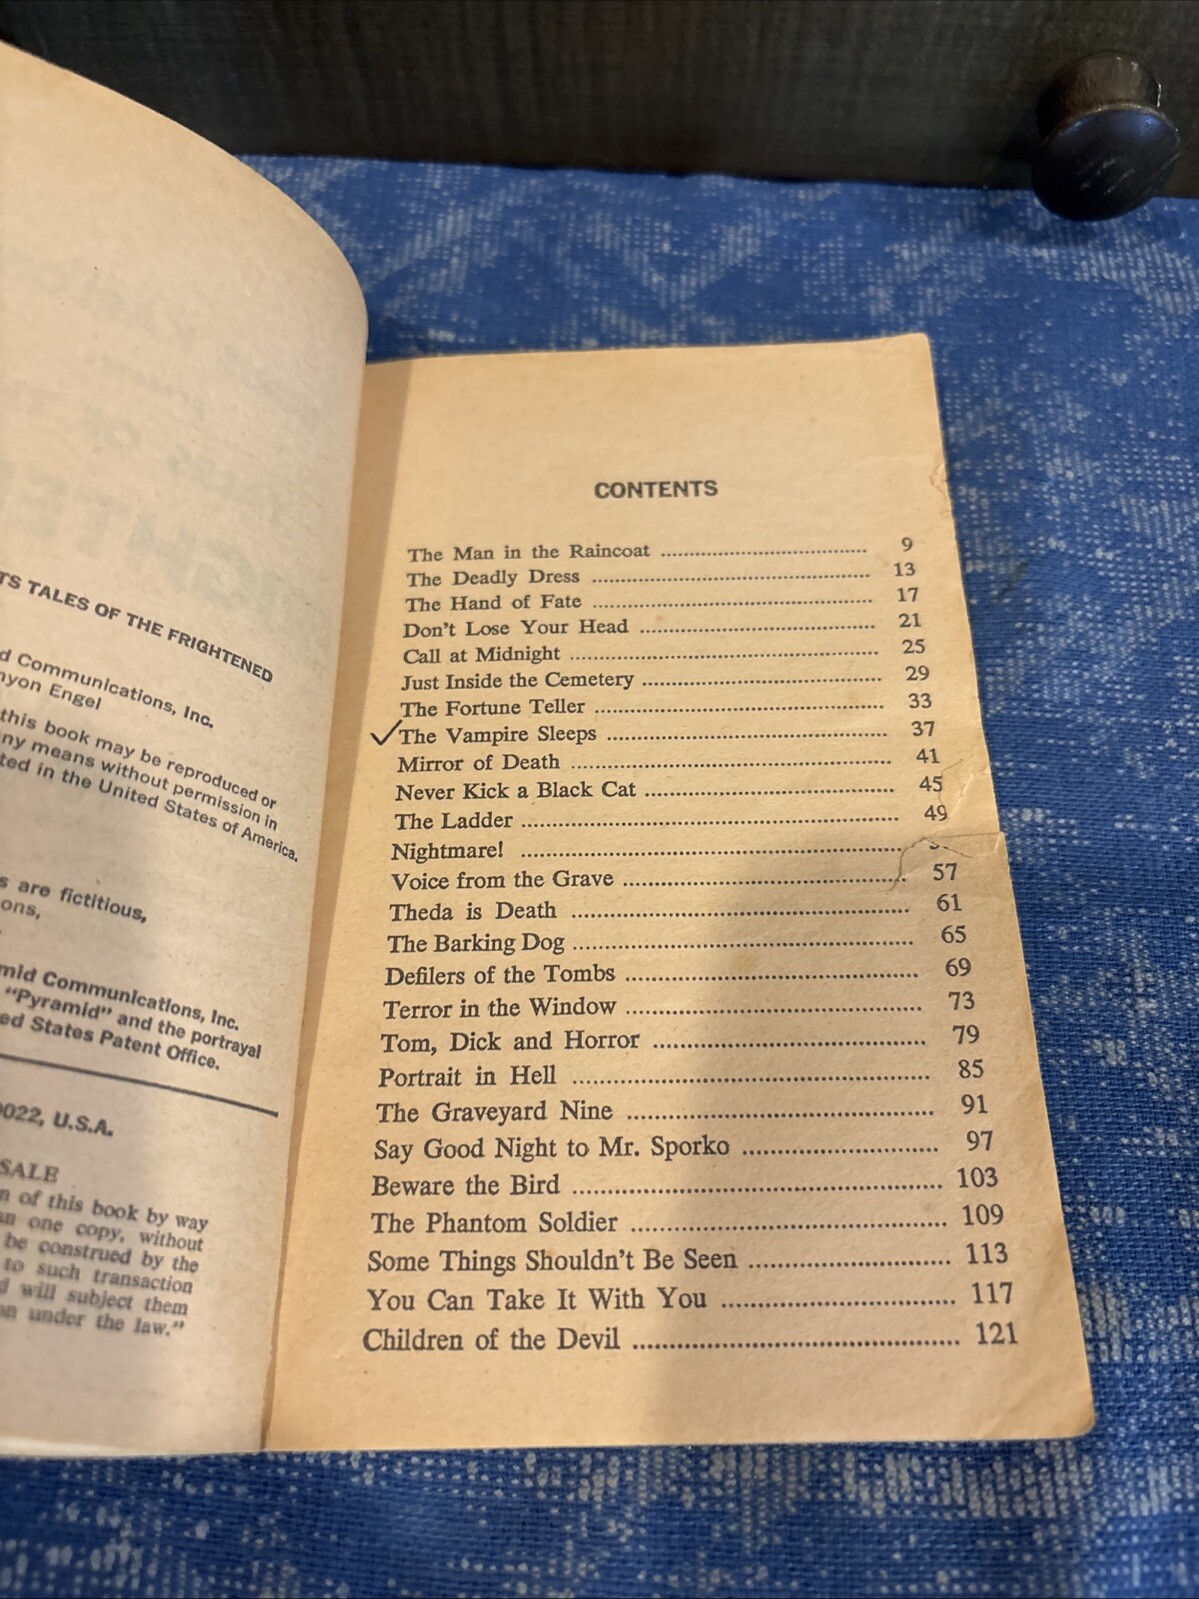 TS TALES OF THE FRIGHTENED
d Communications, Inc.
nyon Engel
this book may be reproduced or
ny means without permission in
ted in the United States of America.
s are fictitious,
ons,
mid Communications, Inc.
"Pyramid" and the portrayal
ed States Patent Office.
0022, U.S.A.
SALE
n of this book by way
an one copy, without
be construed by the
to such transaction
d will subject them
on under the law."
CONTENTS
The Man in the Raincoat ........ 9
The Deadly Dress ........ 13
The Hand of Fate ........ 17
Don't Lose Your Head ........ 21
Call at Midnight ........ 25
Just Inside the Cemetery ........ 29
The Fortune Teller ........ 33
✓The Vampire Sleeps ........ 37
Mirror of Death ........ 41
Never Kick a Black Cat ........ 45
The Ladder ........ 49
Nightmare! ........
Voice from the Grave ........ 57
Theda is Death ........ 61
The Barking Dog ........ 65
Defilers of the Tombs ........ 69
Terror in the Window ........ 73
Tom, Dick and Horror ........ 79
Portrait in Hell ........ 85
The Graveyard Nine ........ 91
Say Good Night to Mr. Sporko ........ 97
Beware the Bird ........ 103
The Phantom Soldier ........ 109
Some Things Shouldn't Be Seen ........ 113
You Can Take It With You ........ 117
Children of the Devil ........ 121